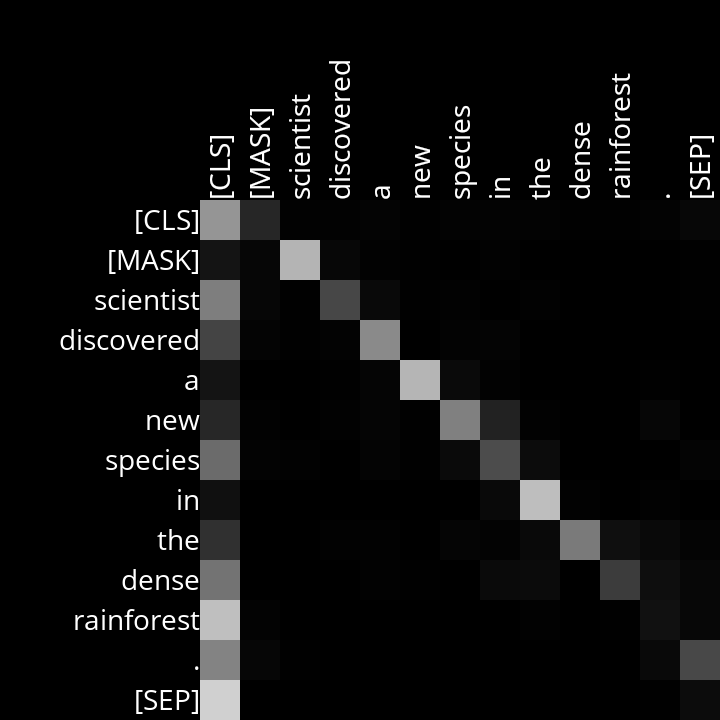 [CLS]
[MASK]
scientist
discovered
a
new
species
in
the
dense
rainforest
.
[SEP]
[CLS]
[MASK]
scientist
discovered
a
new
species
in
the
dense
rainforest
.
[SEP]